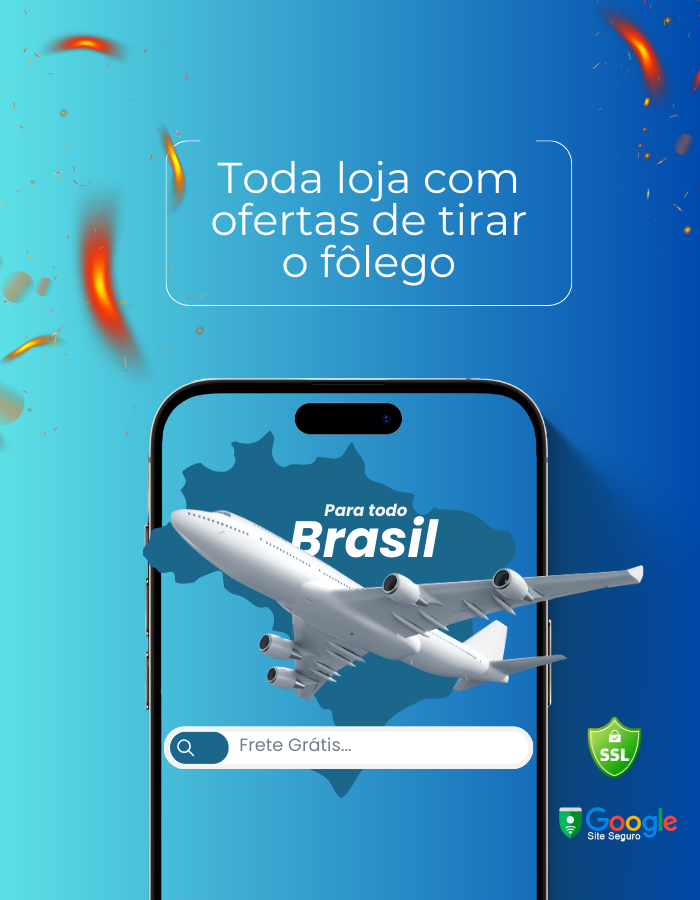 Toda loja com
ofertas de tirar
o fôlego
Para todo
Brasil
Frete Grátis...
SSL
Google
Site Seguro